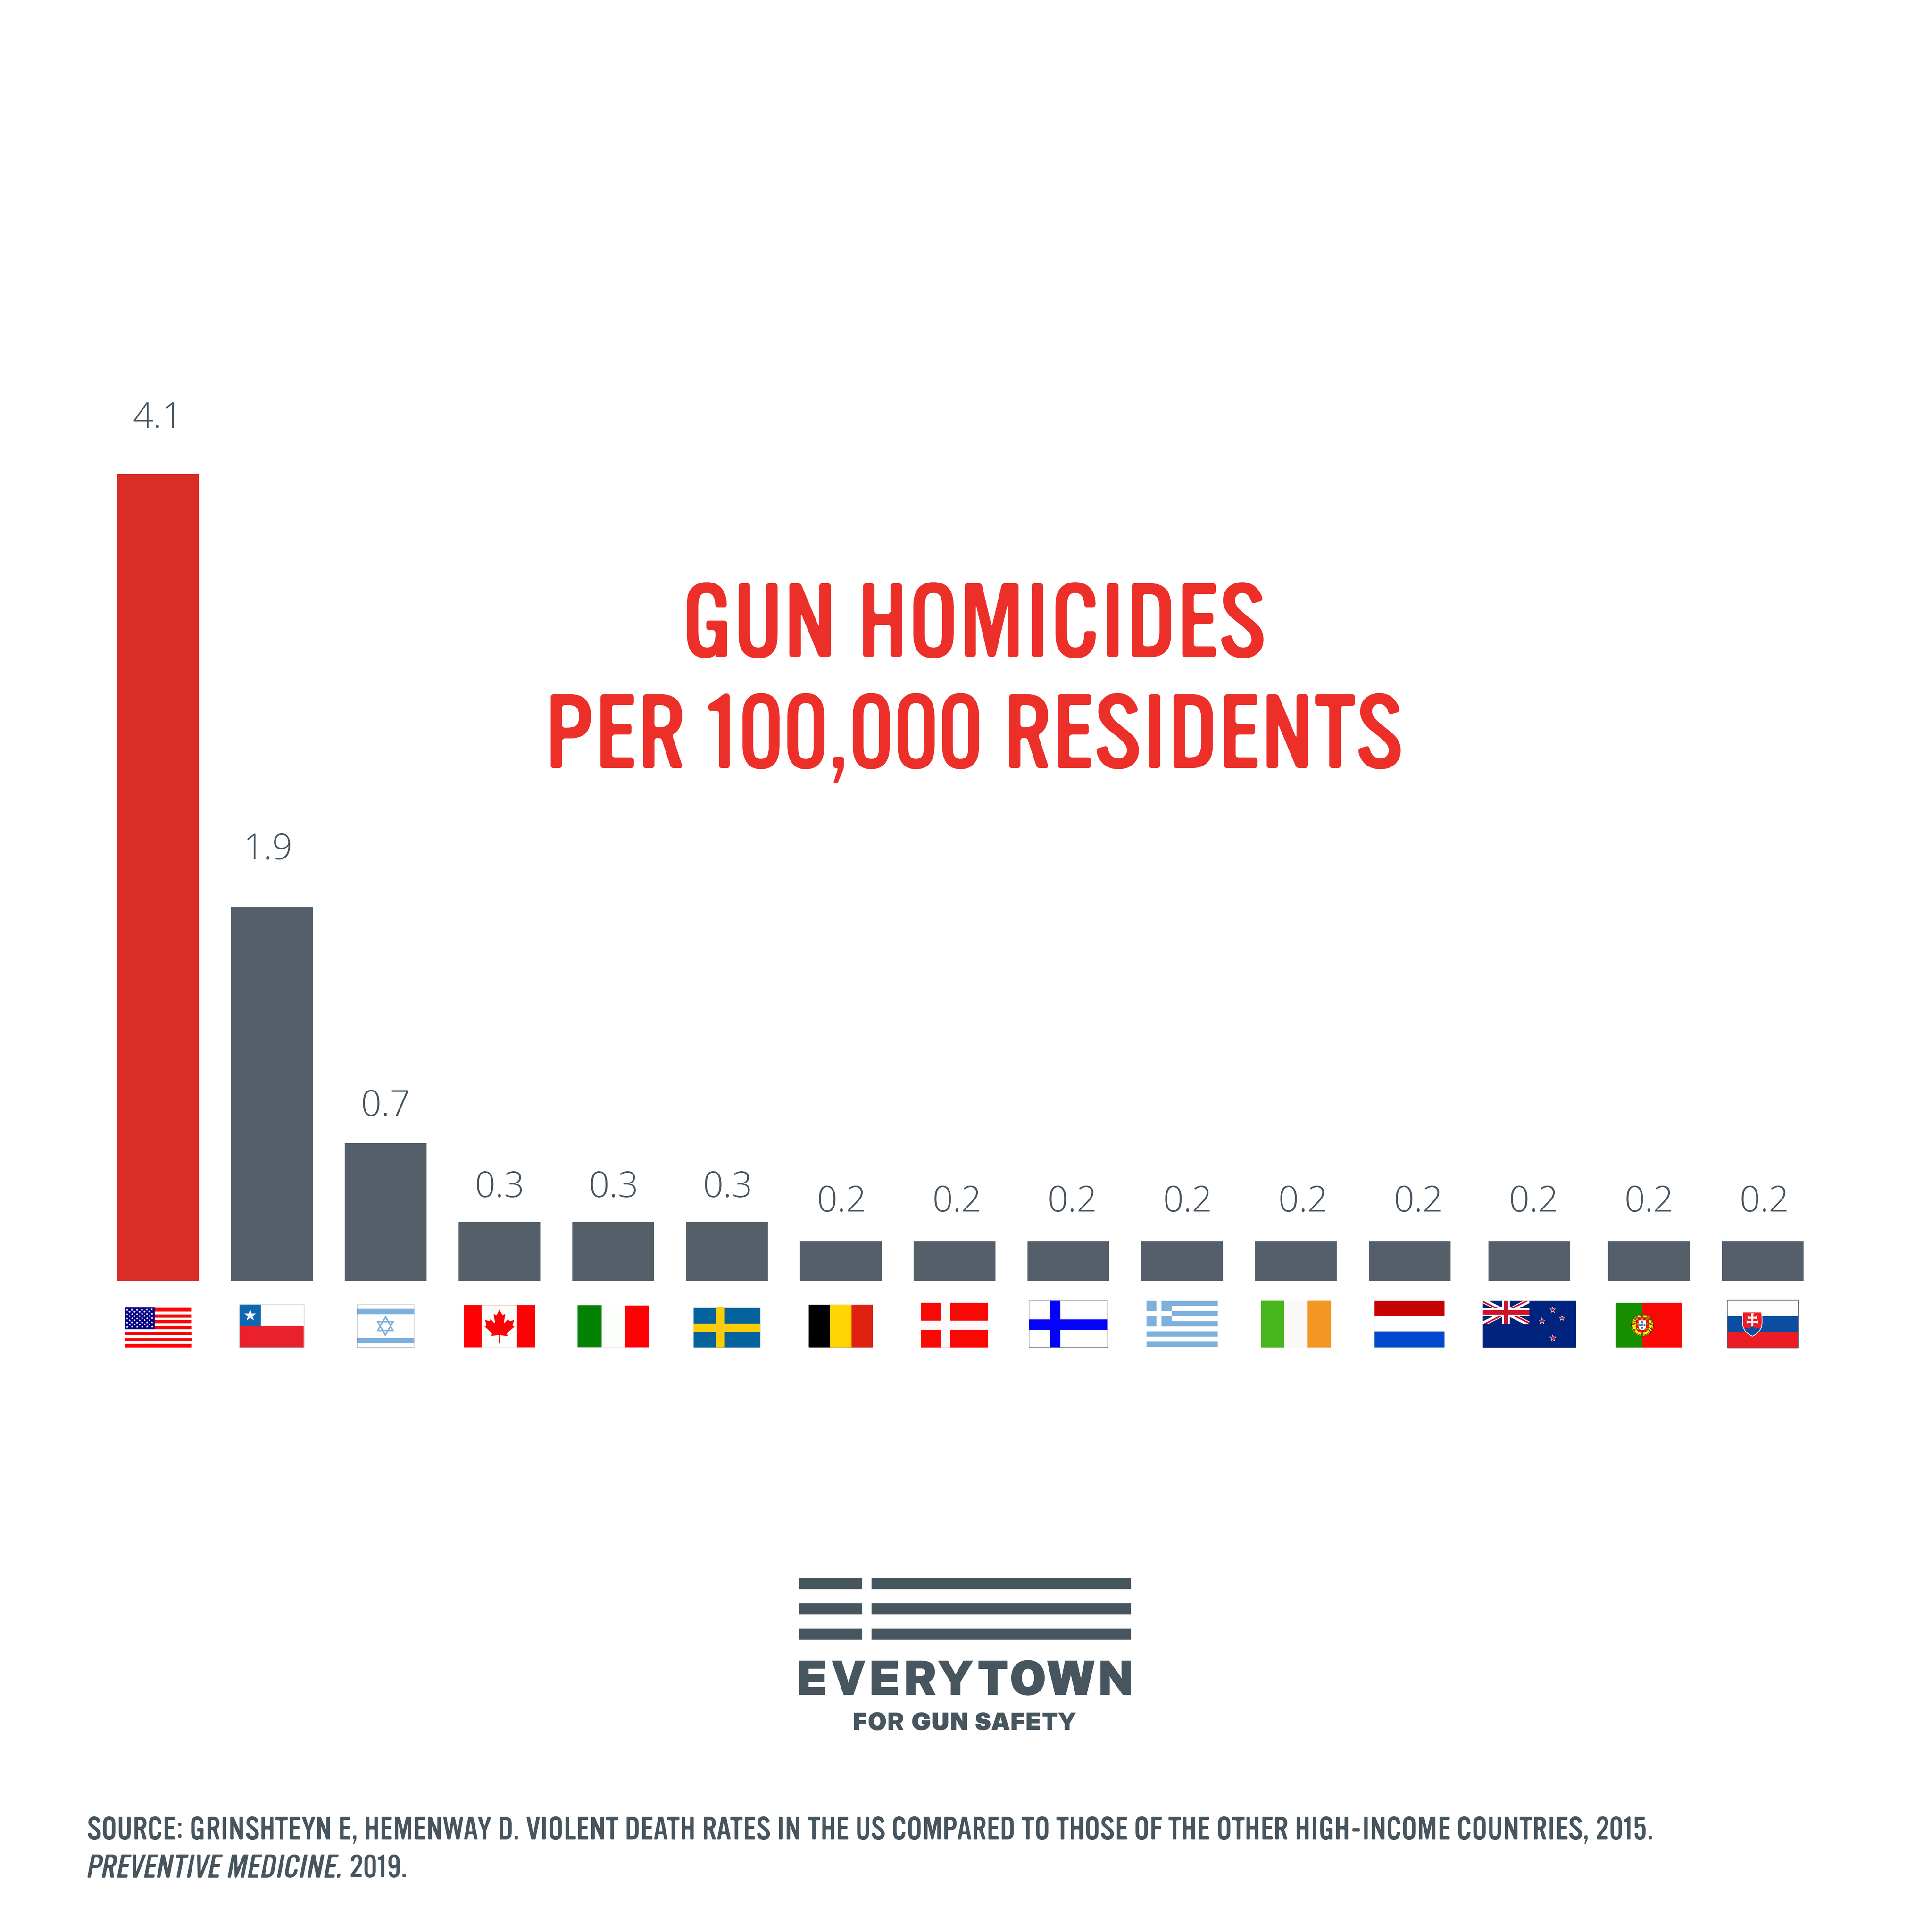 4.1
1.9
0.7
0.3 0.3 0.3 0.2 0.2 0.2 0.2 0.2 0.2 0.2 0.2 0.2
GUN HOMICIDES
PER 100,000 RESIDENTS
EVERYTOWN
FOR GUN SAFETY
SOURCE: GRINSHTEYN E, HEMENWAY D. VIOLENT DEATH RATES IN THE US COMPARED TO THOSE OF THE OTHER HIGH-INCOME COUNTRIES, 2015.
PREVENTIVE MEDICINE. 2019.